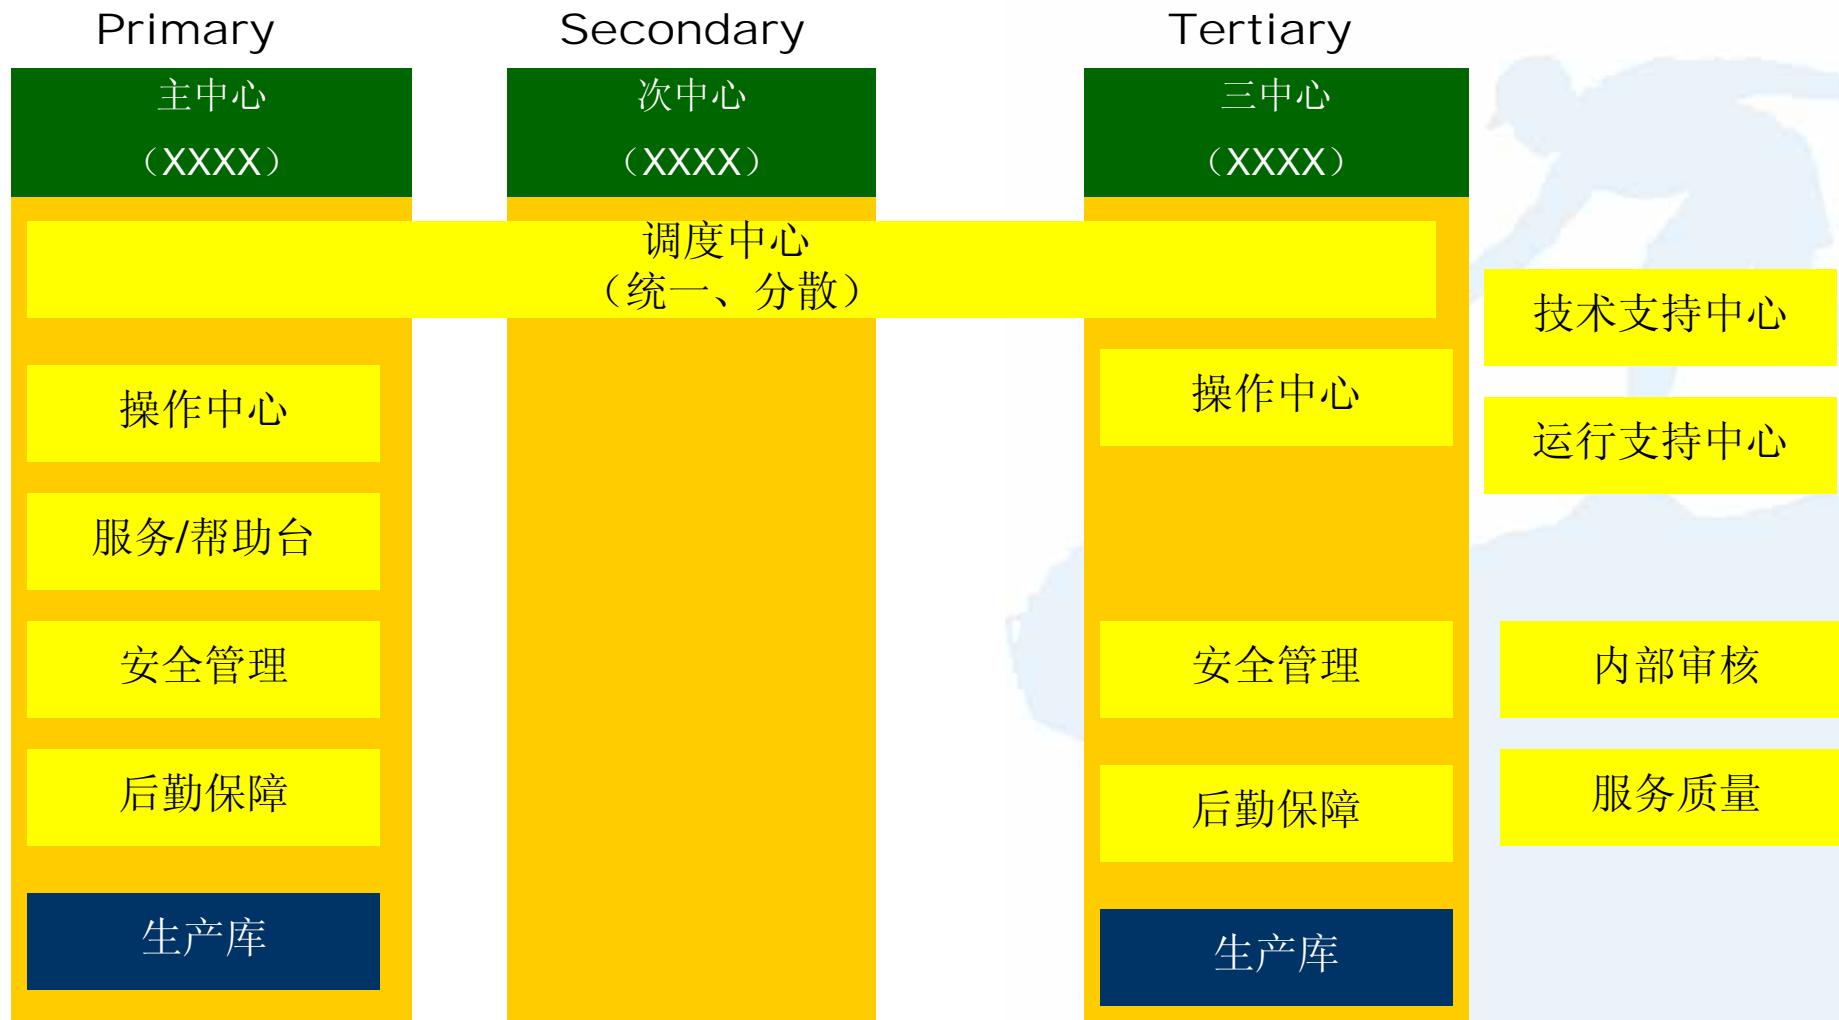 Primary
Secondary
Tertiary
主中心
（XXXX）
次中心
（XXXX）
三中心
（XXXX）
调度中心
（统一、分散）
操作中心
服务/帮助台
安全管理
后勤保障
生产库
操作中心
安全管理
后勤保障
生产库
技术支持中心
运行支持中心
内部审核
服务质量